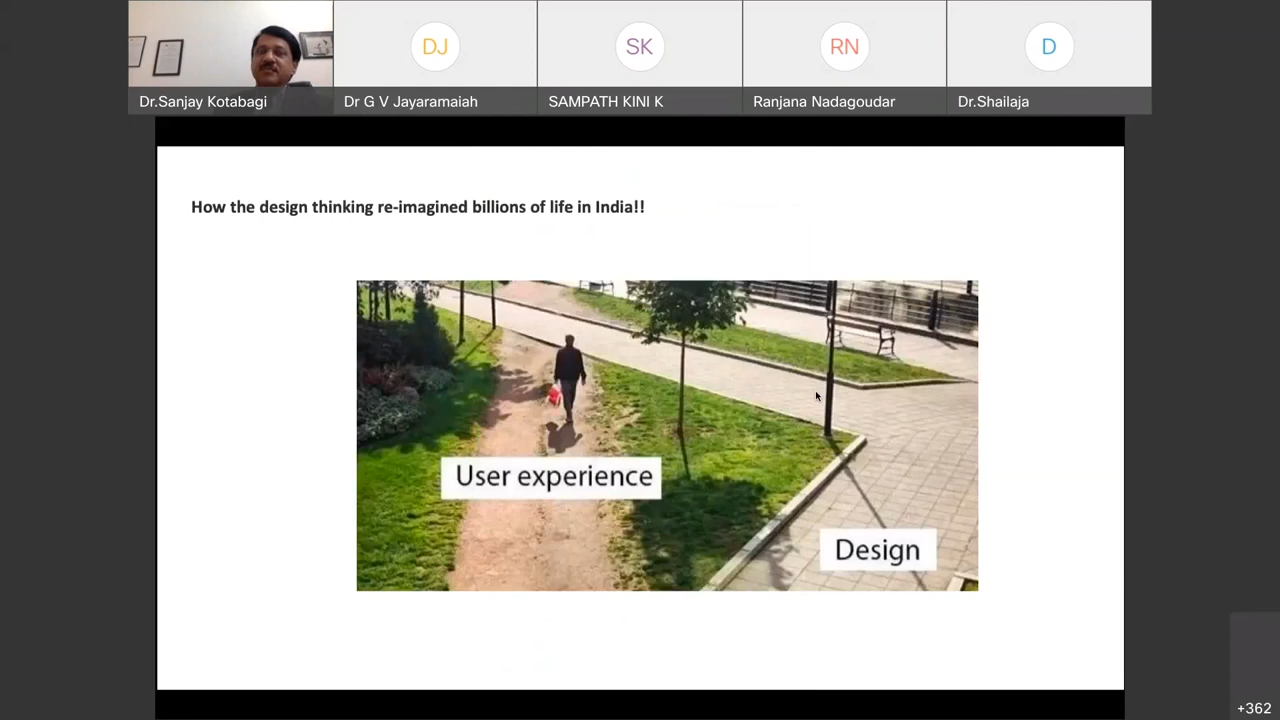 DJ
SK
RN
D
Dr.Sanjay Kotabagi
Dr G V Jayaramaiah
SAMPATH KINI K
Ranjana Nadagoudar
Dr.Shailaja
How the design thinking re-imagined billions of life in India!!
User experience
Design
+362